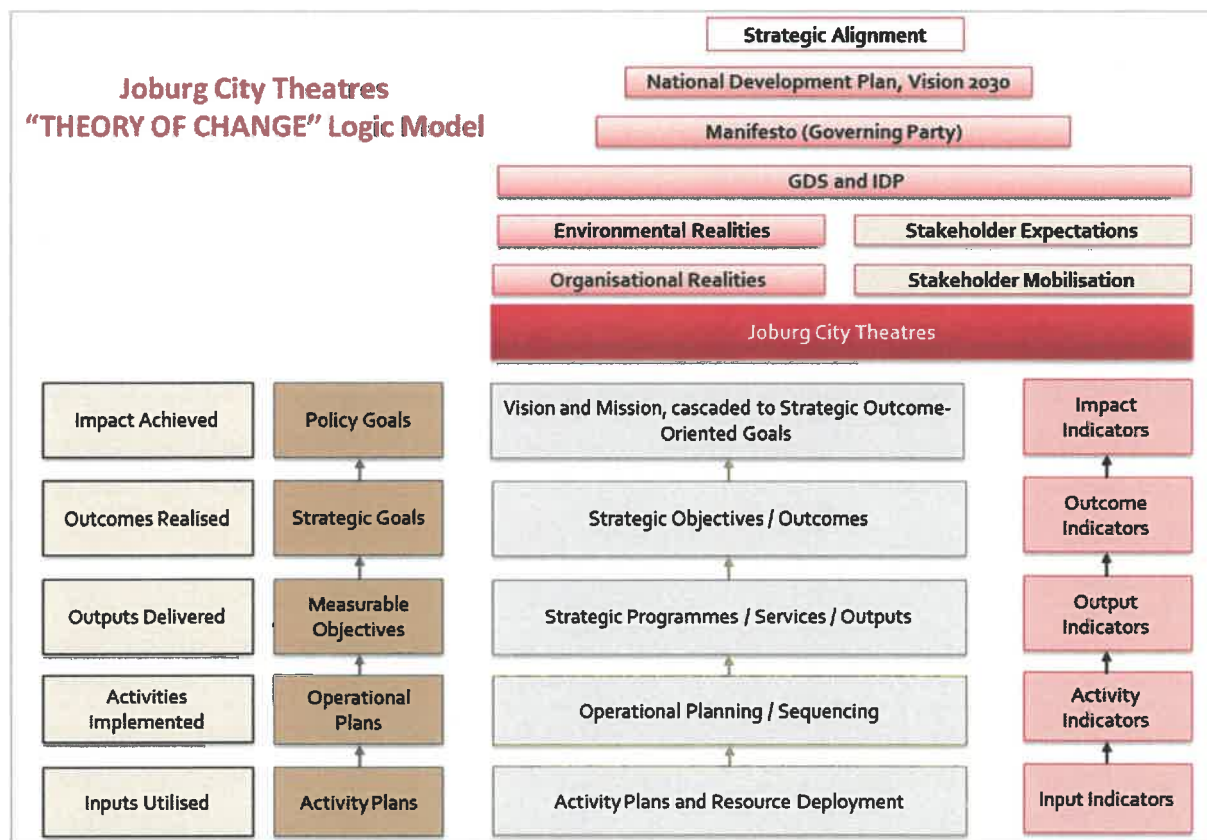 Strategic Alignment
Joburg City Theatres
"THEORY OF CHANGE" Logic Model
National Development Plan, Vision 2030
Manifesto (Governing Party)
GDS and IDP
Environmental Realities
Stakeholder Expectations
Organisational Realities
Stakeholder Mobilisation
Joburg City Theatres
Impact Achieved
Policy Goals
Vision and Mission, cascaded to Strategic Outcome-
Oriented Goals
Impact
Indicators
Outcomes Realised
Strategic Goals
Strategic Objectives / Outcomes
Outcome
Indicators
Outputs Delivered
Measurable
Objectives
Strategic Programmes / Services / Outputs
Output
Indicators
Activities
Implemented
Operational
Plans
Operational Planning / Sequencing
Activity
Indicators
Inputs Utilised
Activity Plans
Activity Plans and Resource Deployment
Input Indicators